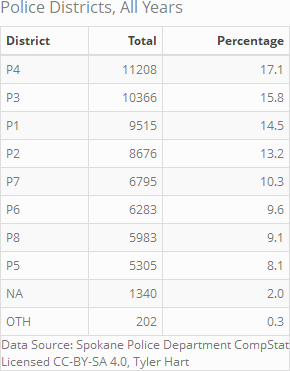 Police Districts, All Years
District Total Percentage
P4 11208 17.1
P3 10366 15.8
P1 9515 14.5
P2 8676 13.2
P7 6795 10.3
P6 6283 9.6
P8 5983 9.1
P5 5305 8.1
NA 1340 2.0
OTH 202 0.3
Data Source: Spokane Police Department CompStat
Licensed CC-BY-SA 4.0, Tyler Hart